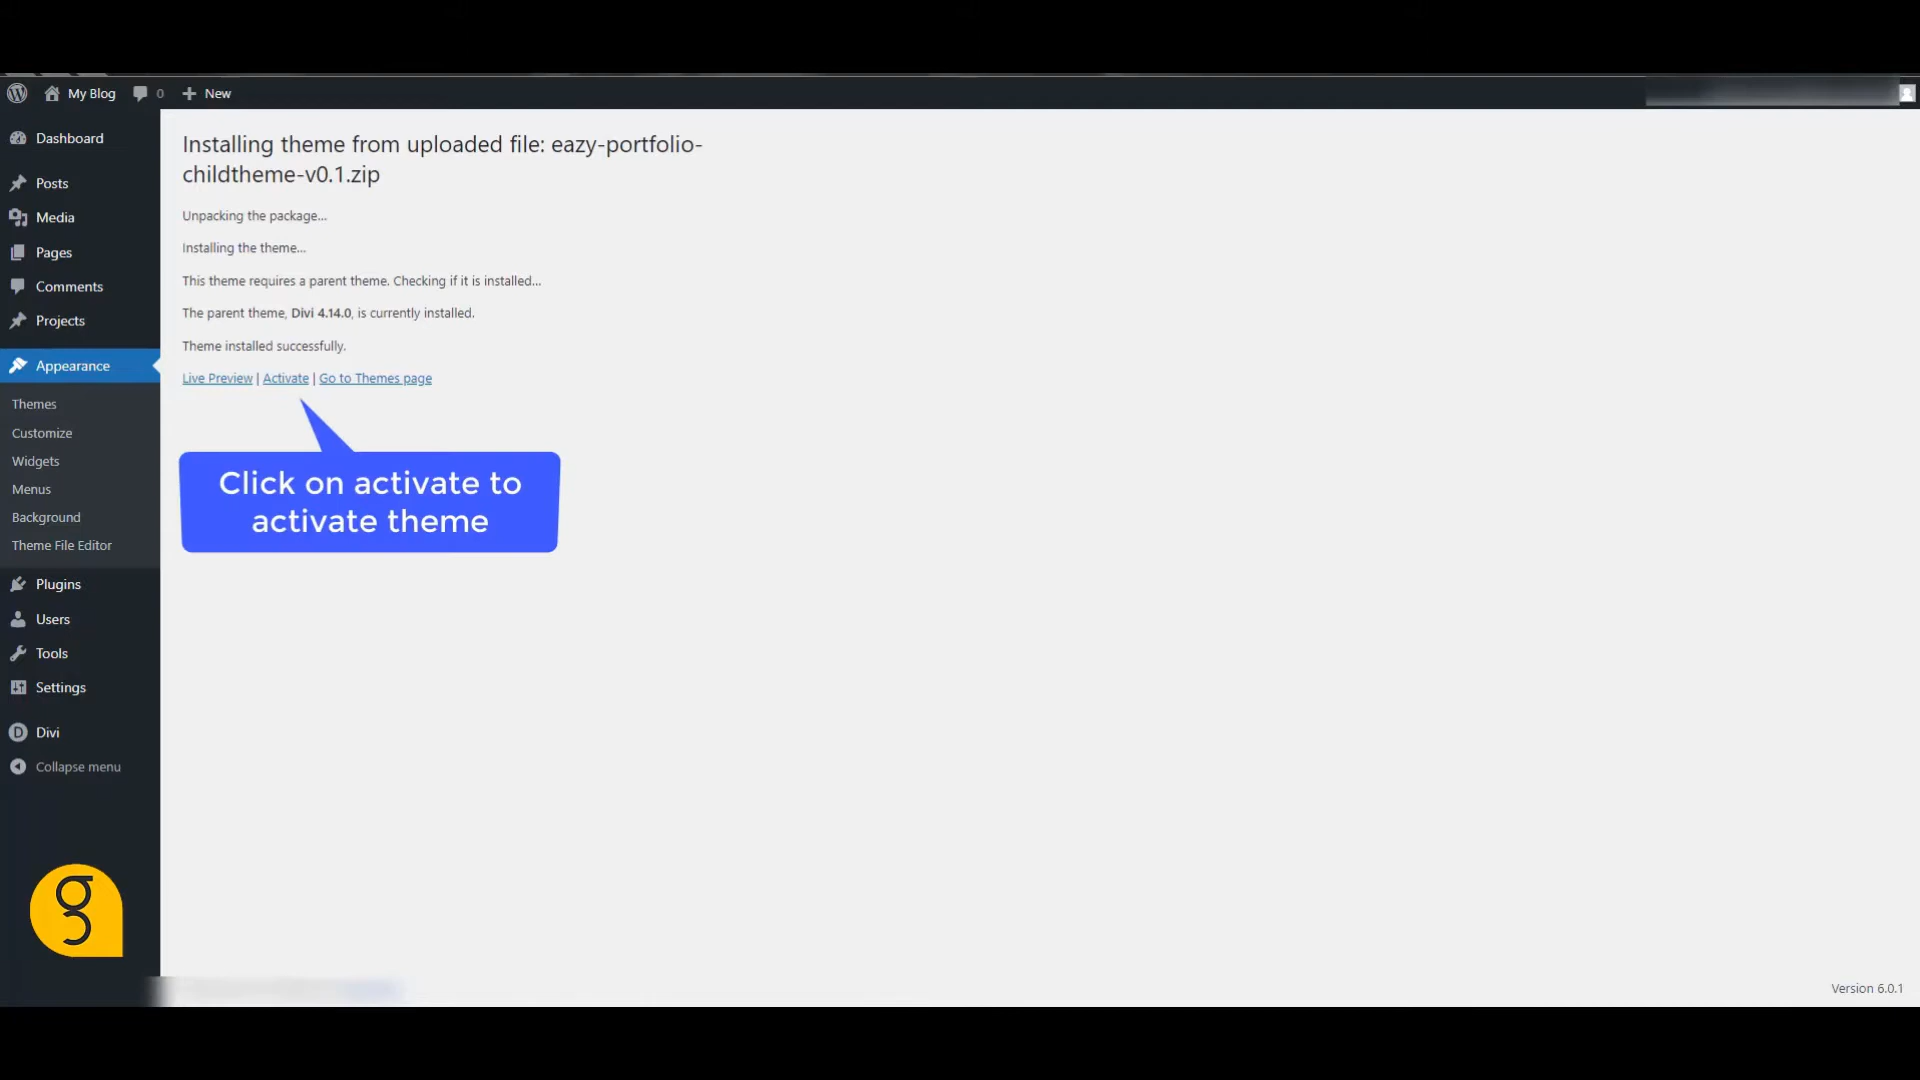 My Blog
0
New
Dashboard
Posts
Media
Pages
Comments
Projects
Appearance
Themes
Customize
Widgets
Menus
Background
Theme File Editor
Plugins
Users
Tools
Settings
Divi
Collapse menu
Installing theme from uploaded file: eazy-portfolio-
childtheme-v0.1.zip
Unpacking the package...
Installing the theme...
This theme requires a parent theme. Checking if it is installed...
The parent theme, Divi 4.14.0, is currently installed.
Theme installed successfully.
Live Preview | Activate | Go to Themes page
Click on activate to
activate theme
Version 6.0.1